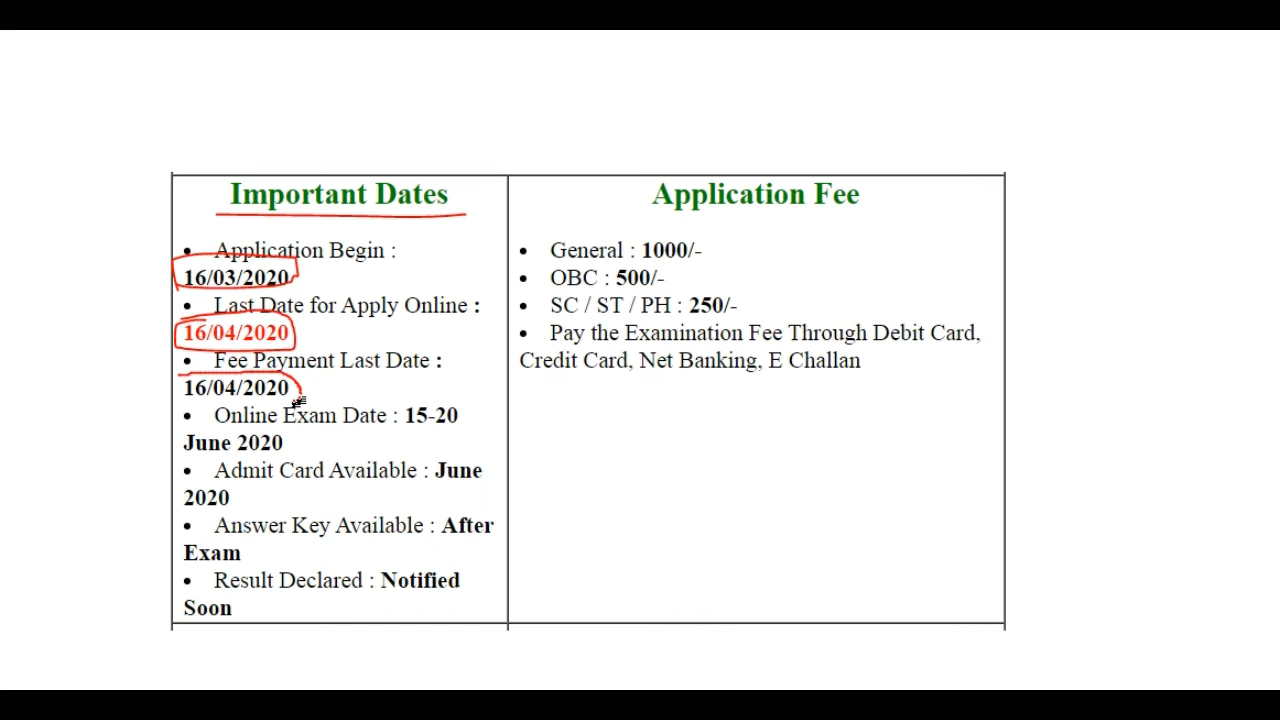 Important Dates
• Application Begin :
16/03/2020
• Last Date for Apply Online :
16/04/2020
• Fee Payment Last Date :
16/04/2020
• Online Exam Date : 15-20
June 2020
• Admit Card Available : June
2020
• Answer Key Available : After
Exam
• Result Declared : Notified
Soon
Application Fee
• General : 1000/-
• OBC : 500/-
• SC / ST / PH : 250/-
• Pay the Examination Fee Through Debit Card,
Credit Card, Net Banking, E Challan